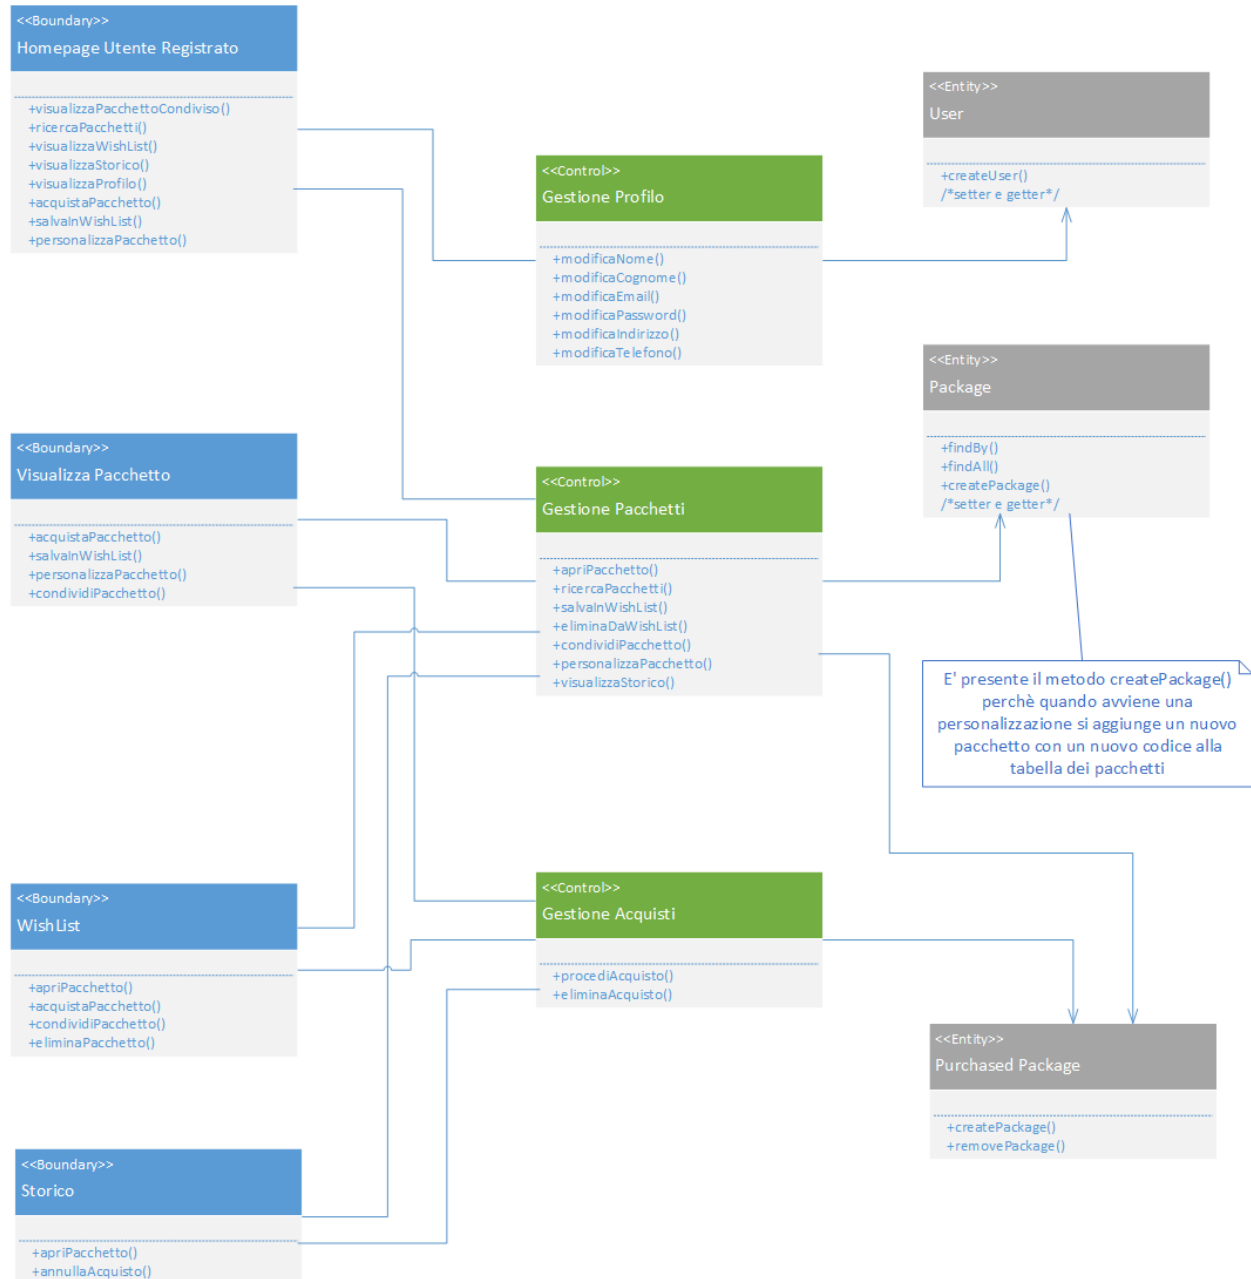 <<Boundary>>
Homepage Utente Registrato
+visualizzaPacchettoCondiviso()
+ricercaPacchetti()
+visualizzaWishList()
+visualizzaStorico()
+visualizzaProfilo()
+acquistaPacchetto()
+salvaInWishList()
+personalizzaPacchetto()
<<Entity>>
User
+createUser()
/*setter e getter*/
<<Control>>
Gestione Profilo
+modificaNome()
+modificaCognome()
+modificaEmail()
+modificaPassword()
+modificaIndirizzo()
+modificaTelefono()
<<Entity>>
Package
+findBy()
+findAll()
+createPackage()
/*setter e getter*/
<<Boundary>>
Visualizza Pacchetto
+acquistaPacchetto()
+salvaInWishList()
+personalizzaPacchetto()
+condividiPacchetto()
<<Control>>
Gestione Pacchetti
+apriPacchetto()
+ricercaPacchetti()
+salvaInWishList()
+eliminaDaWishList()
+condividiPacchetto()
+personalizzaPacchetto()
+visualizzaStorico()
E' presente il metodo createPackage()
perchè quando avviene una
personalizzazione si aggiunge un nuovo
pacchetto con un nuovo codice alla
tabella dei pacchetti
<<Boundary>>
WishList
+apriPacchetto()
+acquistaPacchetto()
+condividiPacchetto()
+eliminaPacchetto()
<<Control>>
Gestione Acquisti
+procediAcquisto()
+eliminaAcquisto()
<<Entity>>
Purchased Package
+createPackage()
+removePackage()
<<Boundary>>
Storico
+apriPacchetto()
+annullaAcquisto()